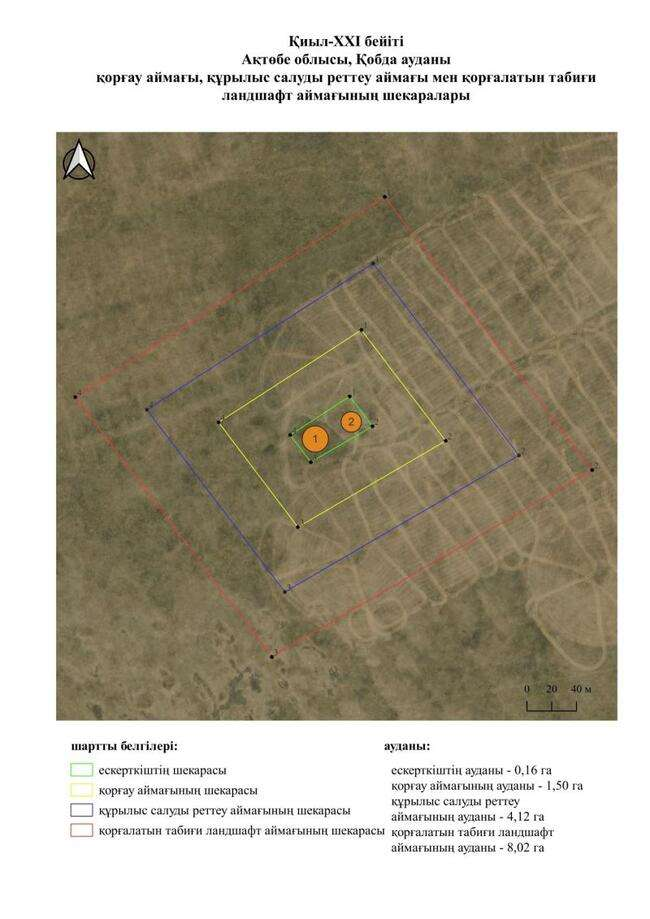 Қиыл-XXI бейіті
Ақтөбе облысы, Қобда ауданы
қорғау аймағы, құрылыс салуды реттеу аймағы мен қорғалатын табиғи
ландшафт аймағының шекаралары
1
2
0 20 40 м
шартты белгілері:
ескерткіштің шекарасы
қорғау аймағының шекарасы
құрылыс салуды реттеу аймағының шекарасы
қорғалатын табиғи ландшафт аймағының шекарасы
ауданы:
ескерткіштің ауданы - 0,16 га
қорғау аймағының ауданы - 1,50 га
құрылыс салуды реттеу
аймағының ауданы - 4,12 га
қорғалатын табиғи ландшафт
аймағының ауданы - 8,02 га